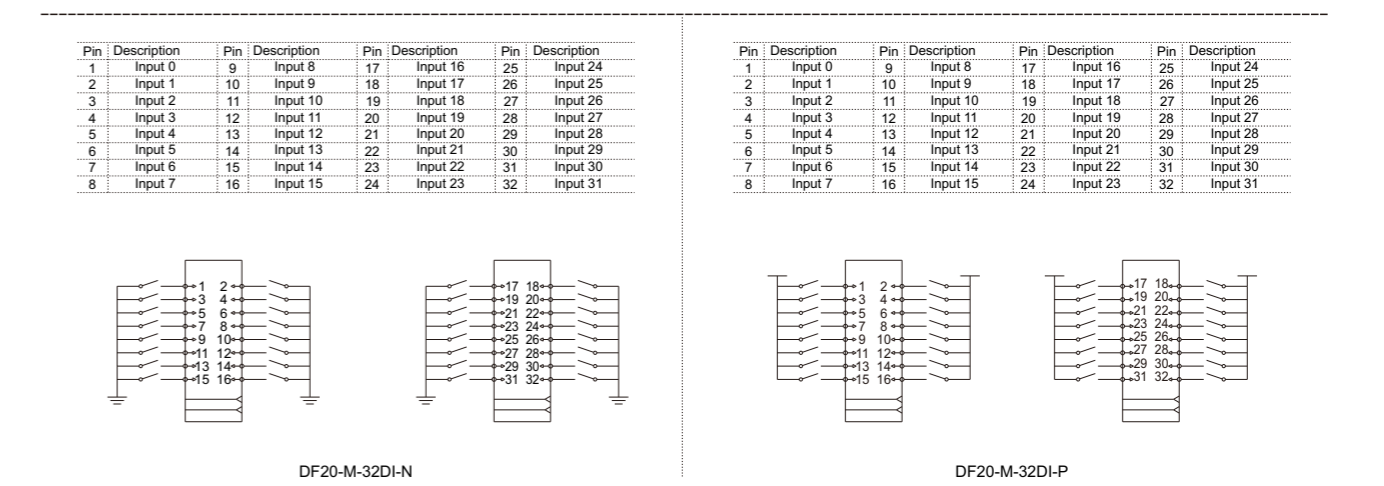 Pin Description Pin Description Pin Description Pin Description
1 Input 0 9 Input 8 17 Input 16 25 Input 24
2 Input 1 10 Input 9 18 Input 17 26 Input 25
3 Input 2 11 Input 10 19 Input 18 27 Input 26
4 Input 3 12 Input 11 20 Input 19 28 Input 27
5 Input 4 13 Input 12 21 Input 20 29 Input 28
6 Input 5 14 Input 13 22 Input 21 30 Input 29
7 Input 6 15 Input 14 23 Input 22 31 Input 30
8 Input 7 16 Input 15 24 Input 23 32 Input 31
1 2
3 4
5 6
7 8
9 10
11 12
13 14
15 16
17 18
19 20
21 22
23 24
25 26
27 28
29 30
31 32
DF20-M-32DI-N
Pin Description Pin Description Pin Description Pin Description
1 Input 0 9 Input 8 17 Input 16 25 Input 24
2 Input 1 10 Input 9 18 Input 17 26 Input 25
3 Input 2 11 Input 10 19 Input 18 27 Input 26
4 Input 3 12 Input 11 20 Input 19 28 Input 27
5 Input 4 13 Input 12 21 Input 20 29 Input 28
6 Input 5 14 Input 13 22 Input 21 30 Input 29
7 Input 6 15 Input 14 23 Input 22 31 Input 30
8 Input 7 16 Input 15 24 Input 23 32 Input 31
1 2
3 4
5 6
7 8
9 10
11 12
13 14
15 16
17 18
19 20
21 22
23 24
25 26
27 28
29 30
31 32
DF20-M-32DI-P